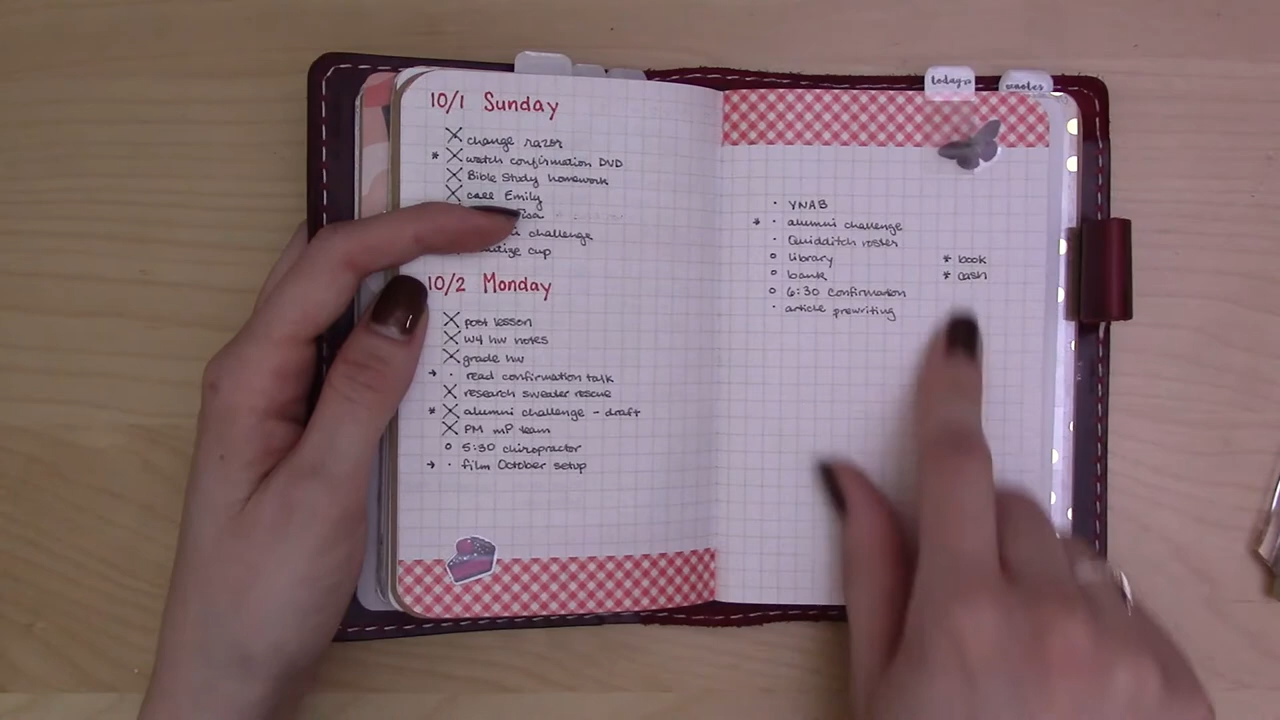 today
notes
10/1 Sunday
X change razor
* X watch confirmation DVD
X Bible Study homework
X call Emily
challenge
cup
10/2 Monday
X post lesson
X W4 hw notes
X grade hw
→ · read confirmation talk
X research sweater rescue
* X alumni challenge - draft
X PM MP team
o 5:30 chiropractor
→ · film October setup
· YNAB
* · alumni challenge
· Quidditch roster
o library * book
o bank * cash
o 6:30 confirmation
· article prewriting